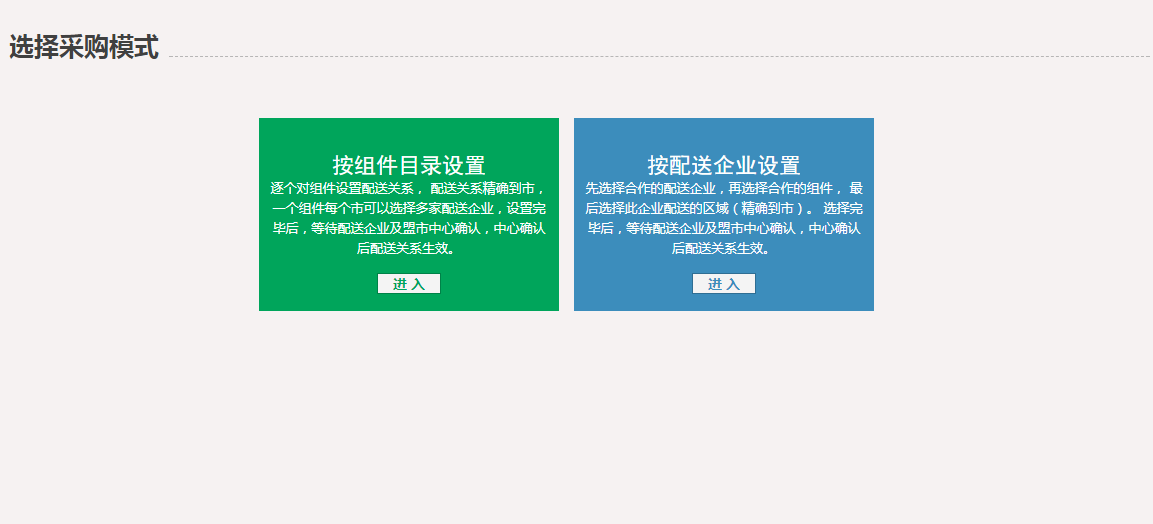 选择采购模式
按组件目录设置
逐个对组件设置配送关系， 配送关系精确到市，
一个组件每个市可以选择多家配送企业，设置完
毕后，等待配送企业及盟市中心确认，中心确认
后配送关系生效。
进 入
按配送企业设置
先选择合作的配送企业，再选择合作的组件， 最
后选择此企业配送的区域（精确到市）。 选择完
毕后，等待配送企业及盟市中心确认，中心确认
后配送关系生效。
进 入